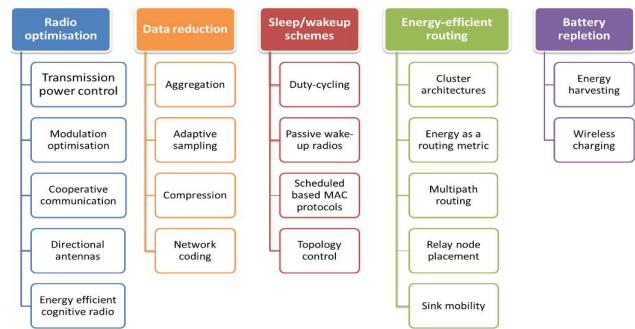 Radio
optimisation
Transmission
power control
Modulation
optimisation
Cooperative
communication
Directional
antennas
Energy efficient
cognitive radio
Data reduction
Aggregation
Adaptive
sampling
Compression
Network
coding
Sleep/wakeup
schemes
Duty-cycling
Passive wake-
up radios
Scheduled
based MAC
protocols
Topology
control
Energy-efficient
routing
Cluster
architectures
Energy as a
routing metric
Multipath
routing
Relay node
placement
Sink mobility
Battery
repletion
Energy
harvesting
Wireless
charging